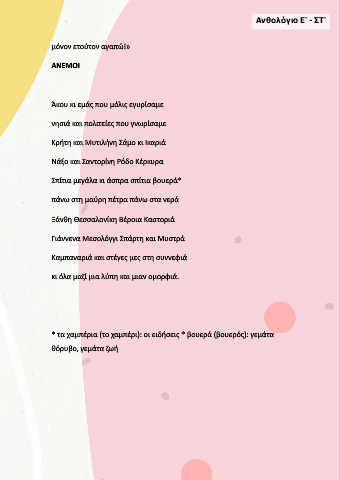 Ανθολόγιο Ε΄ - ΣΤ΄
μόνον ετούτον αγαπώ!»
ΑΝΕΜΟΙ
Άκου κι εμάς που μόλις εγυρίσαμε
νησιά και πολιτείες που γνωρίσαμε
Κρήτη και Μυτιλήνη Σάμο κι Ικαριά
Νάξο και Σαντορίνη Ρόδο Κέρκυρα
Σπίτια μεγάλα κι άσπρα σπίτια βουερά*
πάνω στη μαύρη πέτρα πάνω στα νερά
Ξάνθη Θεσσαλονίκη Βέροια Καστοριά
Γιάννενα Μεσολόγγι Σπάρτη και Μυστρά
Καμπαναριά και στέγες μες στη συννεφιά
κι όλα μαζί μια λύπη και μιαν ομορφιά.
* τα χαμπέρια (το χαμπέρι): οι ειδήσεις * βουερά (βουερός): γεμάτα
θόρυβο, γεμάτα ζωή